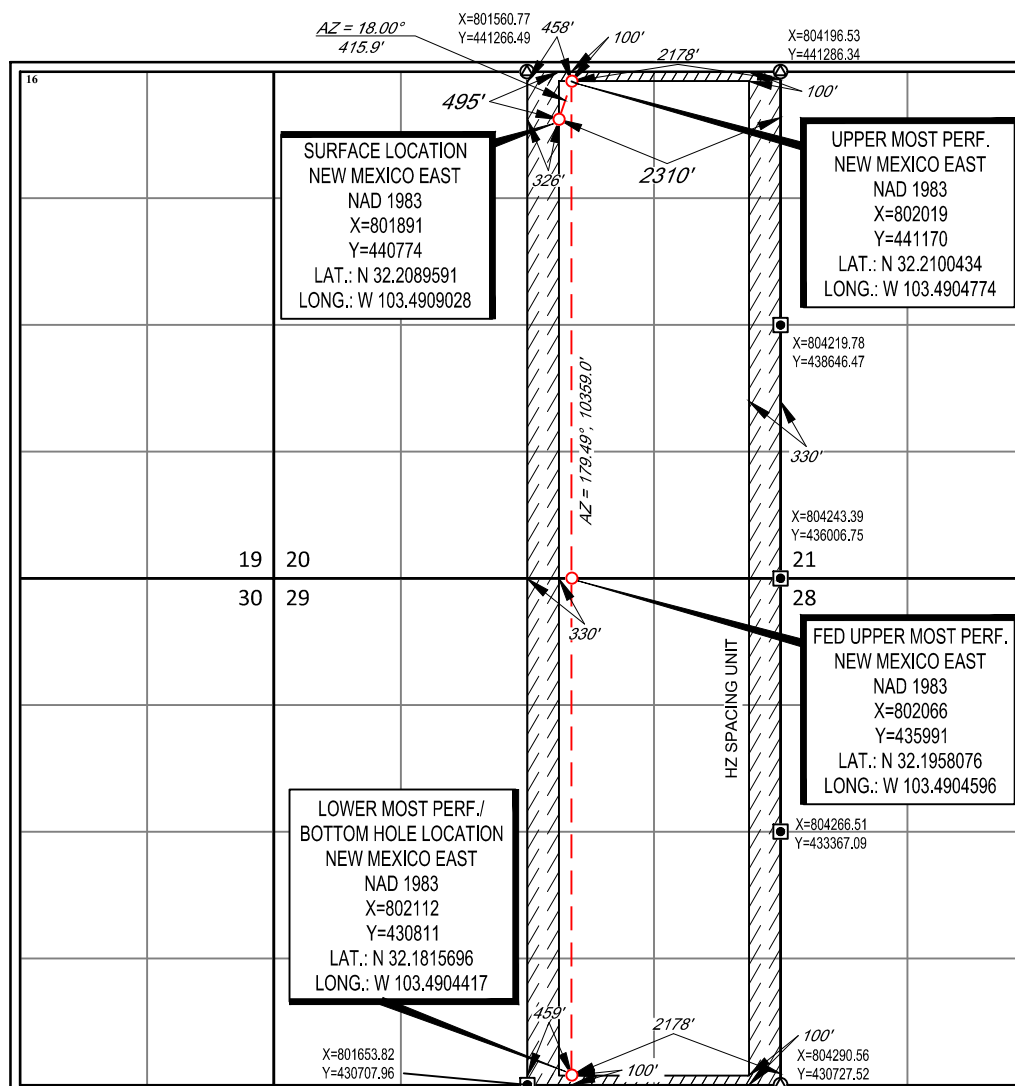 AZ = 18.00°
415.9'
X=801560.77
Y=441266.49
458'
100'
2178'
X=804196.53
Y=441286.34
100'
16
495'
SURFACE LOCATION
NEW MEXICO EAST
NAD 1983
X=801891
Y=440774
LAT.: N 32.2089591
LONG.: W 103.4909028
326'
2310'
UPPER MOST PERF.
NEW MEXICO EAST
NAD 1983
X=802019
Y=441170
LAT.: N 32.2100434
LONG.: W 103.4904774
X=804219.78
Y=438646.47
330'
AZ = 179.49°, 10359.0'
X=804243.39
Y=436006.75
19 20
21
30 29
28
330'
HZ SPACING UNIT
FED UPPER MOST PERF.
NEW MEXICO EAST
NAD 1983
X=802066
Y=435991
LAT.: N 32.1958076
LONG.: W 103.4904596
LOWER MOST PERF./
BOTTOM HOLE LOCATION
NEW MEXICO EAST
NAD 1983
X=802112
Y=430811
LAT.: N 32.1815696
LONG.: W 103.4904417
X=804266.51
Y=433367.09
459'
2178'
100'
100'
X=801653.82
Y=430707.96
X=804290.56
Y=430727.52